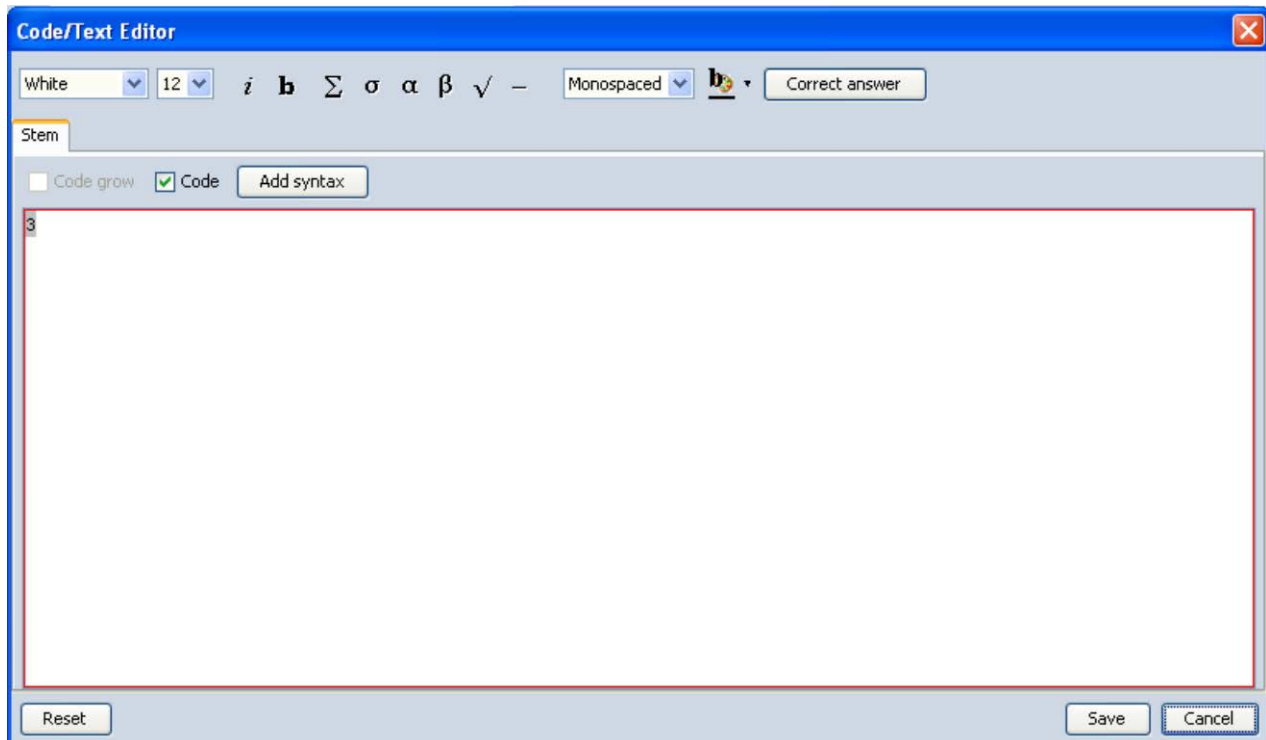 Code/Text Editor
White 12 i b Σ σ α β √ – Monospaced b Correct answer
Stem
Code grow Code Add syntax
3
Reset Save Cancel